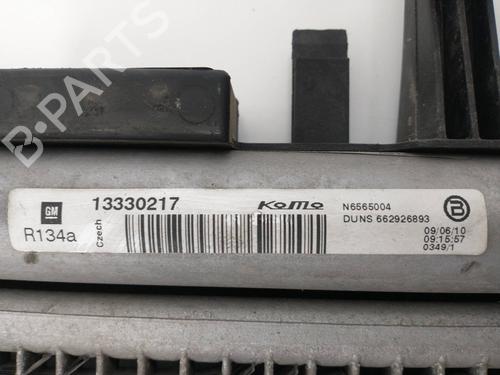 GM
13330217
R134a
Czech
KoMo
N6565004
DUNS 662926893
B
09/06/10
09:15:57
0349/1
B-PARTS